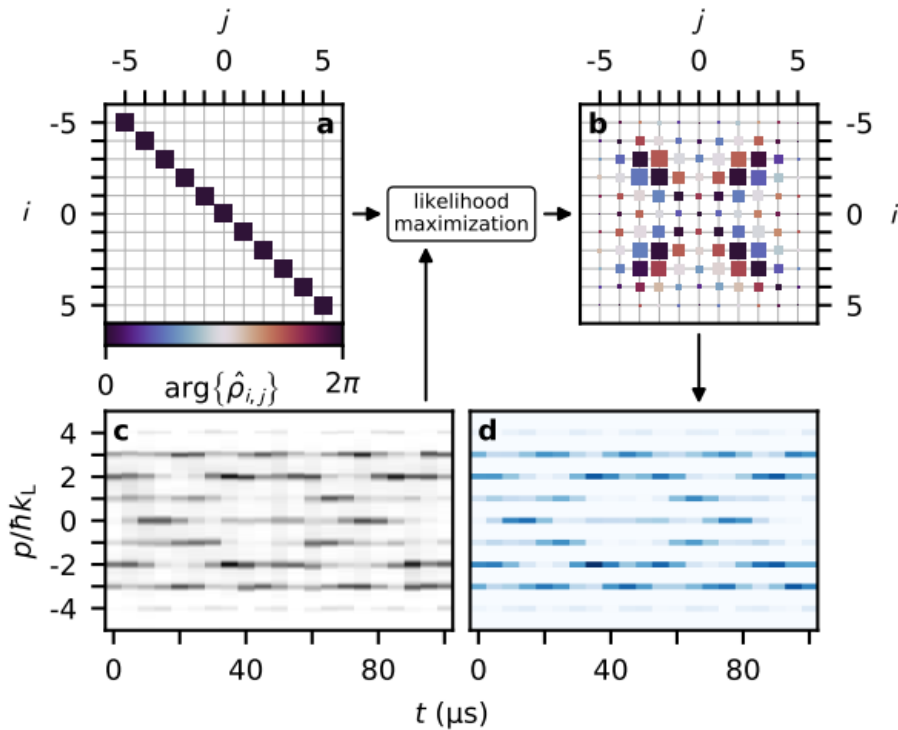 j
j
-5 0 5
-5 0 5
a
b
-5
-5
i
0
likelihood
maximization
0
i
5
5
0
arg{ρ̂i,j}
2π
c
d
4
2
p/ħkL
0
-2
-4
0 40 80
0 40 80
t (μs)